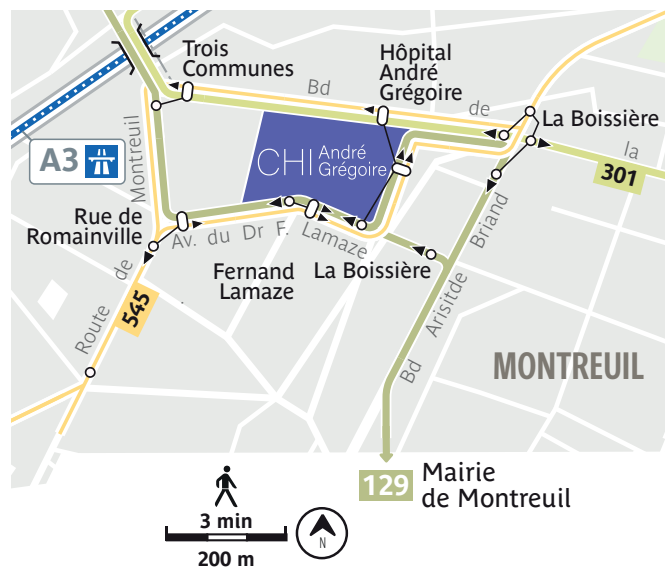 Trois
Communes
Hôpital
André
Grégoire
Bd de la
La Boissière
A3
301
CHI André
Grégoire
Montreuil
Rue de
Romainville
Av. du Dr F. Lamaze
Fernand
Lamaze
La Boissière
Route de
545
Bd Arisitde Briand
MONTREUIL
129 Mairie
de Montreuil
3 min
200 m
N